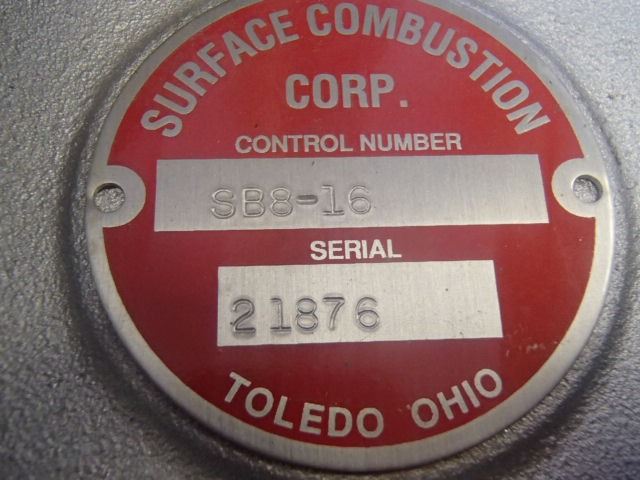 SURFACE COMBUSTION
CORP.
CONTROL NUMBER
SB8-16
SERIAL
21876
TOLEDO OHIO